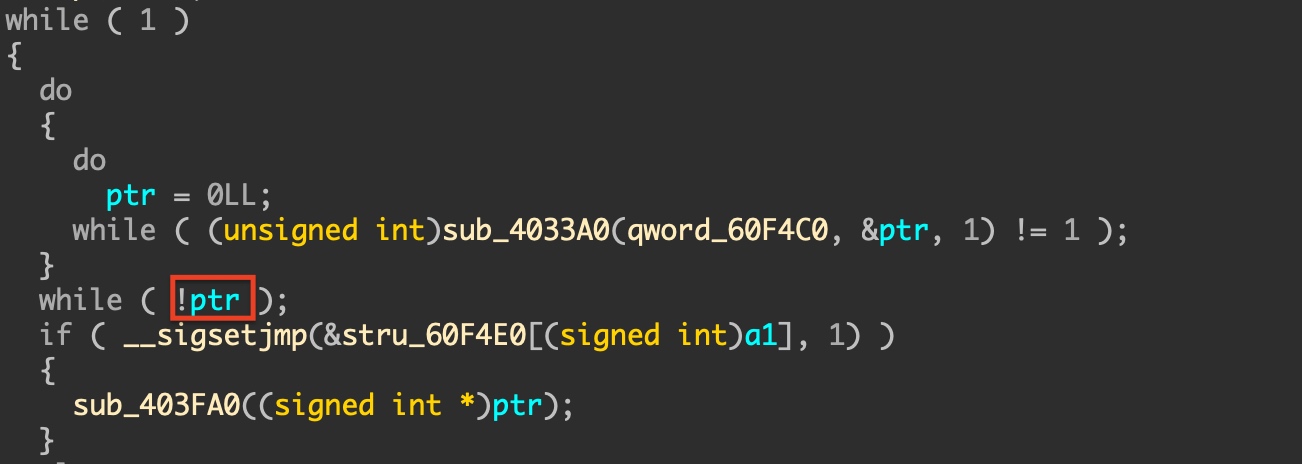 while ( 1 )
{
do
{
do
ptr = 0LL;
while ( (unsigned int)sub_4033A0(qword_60F4C0, &ptr, 1) != 1 );
}
while ( !ptr );
if ( __sigsetjmp(&stru_60F4E0[(signed int)a1], 1) )
{
sub_403FA0((signed int *)ptr);
}